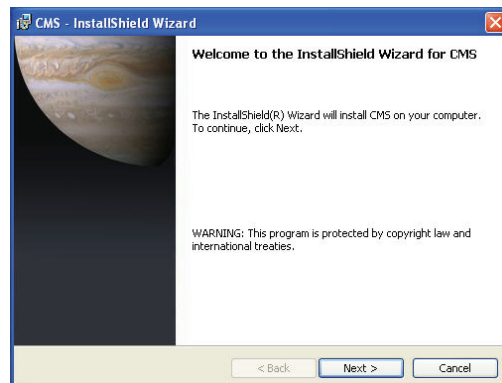 CMS - InstallShield Wizard
Welcome to the InstallShield Wizard for CMS
The InstallShield(R) Wizard will install CMS on your computer.
To continue, click Next.
WARNING: This program is protected by copyright law and
international treaties.
< Back
Next >
Cancel